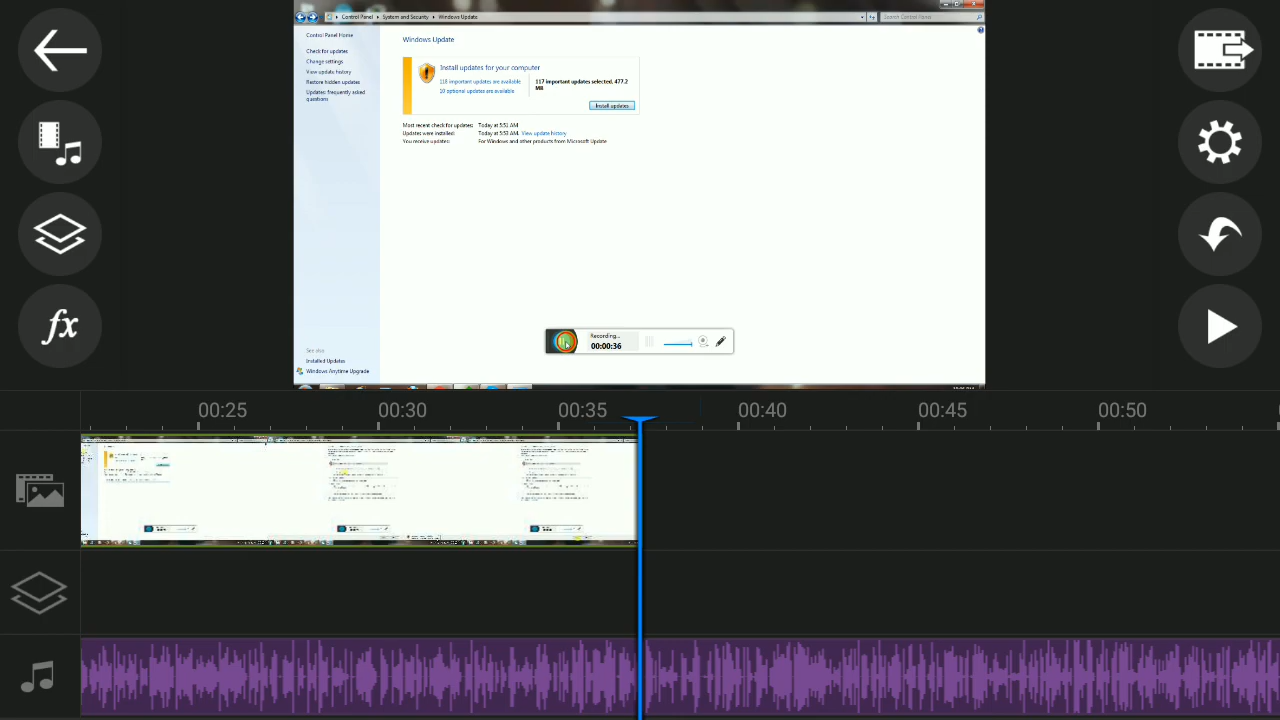 Control Panel
System and Security
Windows Update
Search Control Panel
Control Panel Home
Check for updates
Change settings
View update history
Restore hidden updates
Updates: frequently asked
questions
Windows Update
Install updates for your computer
118 important updates are available
10 optional updates are available
117 important updates selected, 477.2
MB
Install updates
Most recent check for updates: Today at 5:51 AM
Updates were installed: Today at 5:53 AM. View update history
You receive updates: For Windows and other products from Microsoft Update
See also
Installed Updates
Windows Anytime Upgrade
Recording...
00:00:36
fx
00:25
00:30
00:35
00:40
00:45
00:50